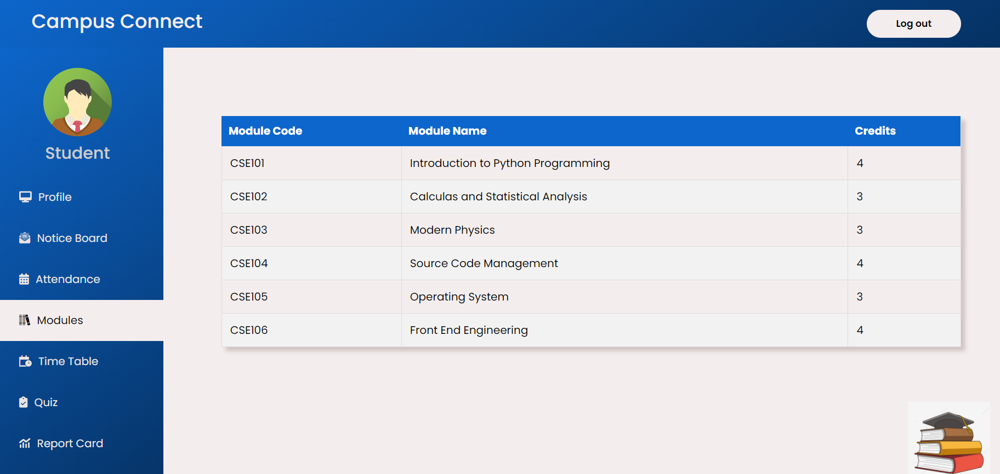 Campus Connect
Log out
Student
Profile
Notice Board
Attendance
Modules
Time Table
Quiz
Report Card
Module Code Module Name Credits
CSE101 Introduction to Python Programming 4
CSE102 Calculas and Statistical Analysis 3
CSE103 Modern Physics 3
CSE104 Source Code Management 4
CSE105 Operating System 3
CSE106 Front End Engineering 4